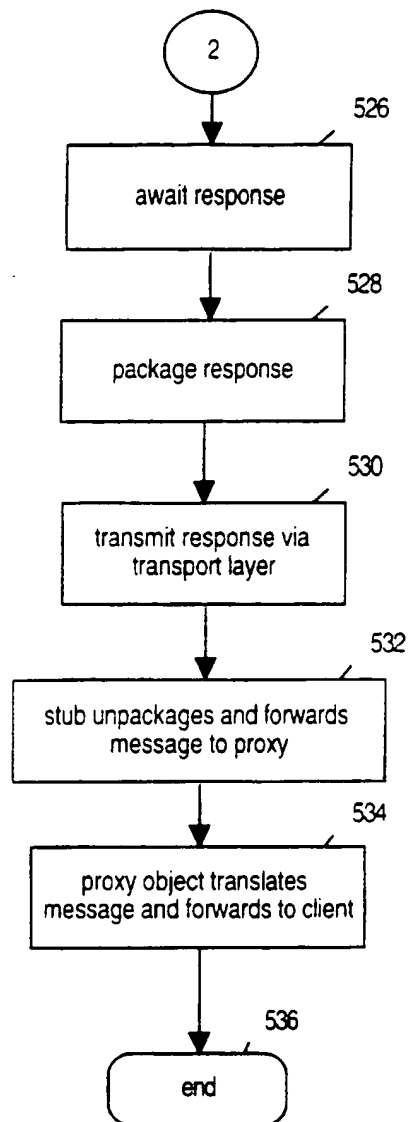 2
526
await response
528
package response
530
transmit response via
transport layer
532
stub unpackages and forwards
message to proxy
534
proxy object translates
message and forwards to client
536
end